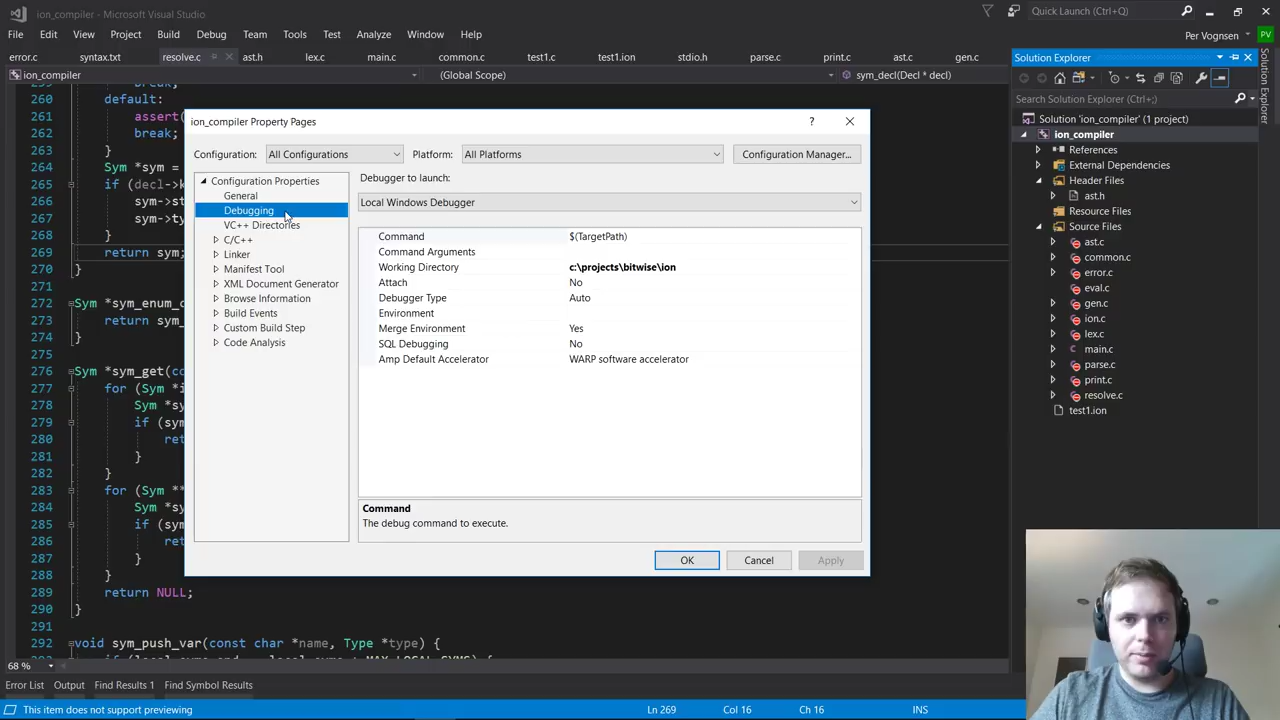 ion_compiler - Microsoft Visual Studio
Quick Launch (Ctrl+Q)
File Edit View Project Build Debug Team Tools Test Analyze Window Help
Per Vognsen
PV
error.c syntax.txt resolve.c ast.h lex.c main.c common.c test1.c test1.ion stdio.h parse.c print.c ast.c gen.c
ion_compiler
(Global Scope)
sym_decl(Decl * decl)
260 default:
261 assert(
262 break;
263 }
264 Sym *sym =
265 if (decl->k
266 sym->st
267 sym->ty
268 }
269 return sym;
270 }
271
272 Sym *sym_enum_c
273 return sym_
274 }
275
276 Sym *sym_get(co
277 for (Sym *i
278 Sym *s
279 if (sy
280 ret
281 }
282 }
283 for (Sym **
284 Sym *sy
285 if (sym
286 ret
287 }
288 }
289 return NULL;
290 }
291
292 void sym_push_var(const char *name, Type *type) {
ion_compiler Property Pages
?
Configuration: All Configurations
Platform: All Platforms
Configuration Manager...
Configuration Properties
General
Debugging
VC++ Directories
C/C++
Linker
Manifest Tool
XML Document Generator
Browse Information
Build Events
Custom Build Step
Code Analysis
Debugger to launch:
Local Windows Debugger
Command $(TargetPath)
Command Arguments
Working Directory c:\projects\bitwise\ion
Attach No
Debugger Type Auto
Environment
Merge Environment Yes
SQL Debugging No
Amp Default Accelerator WARP software accelerator
Command
The debug command to execute.
OK
Cancel
Apply
Solution Explorer
Search Solution Explorer (Ctrl+;)
Solution 'ion_compiler' (1 project)
ion_compiler
References
External Dependencies
Header Files
ast.h
Resource Files
Source Files
ast.c
common.c
error.c
eval.c
gen.c
ion.c
lex.c
main.c
parse.c
print.c
resolve.c
test1.ion
Solution Explorer
68 %
Error List Output Find Results 1 Find Symbol Results
This item does not support previewing
Ln 269 Col 16 Ch 16 INS